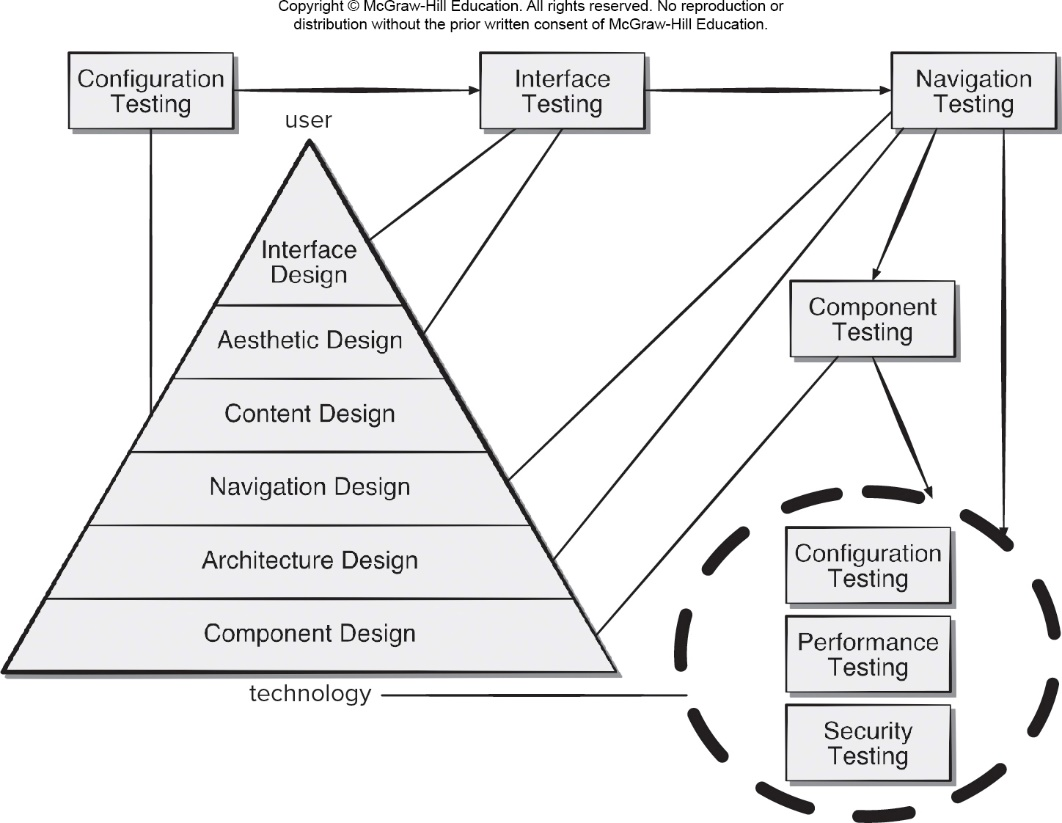 Copyright © McGraw-Hill Education. All rights reserved. No reproduction or
distribution without the prior written consent of McGraw-Hill Education.
Configuration
Testing
Interface
Testing
Navigation
Testing
user
Interface
Design
Aesthetic Design
Content Design
Navigation Design
Architecture Design
Component Design
technology
Component
Testing
Configuration
Testing
Performance
Testing
Security
Testing